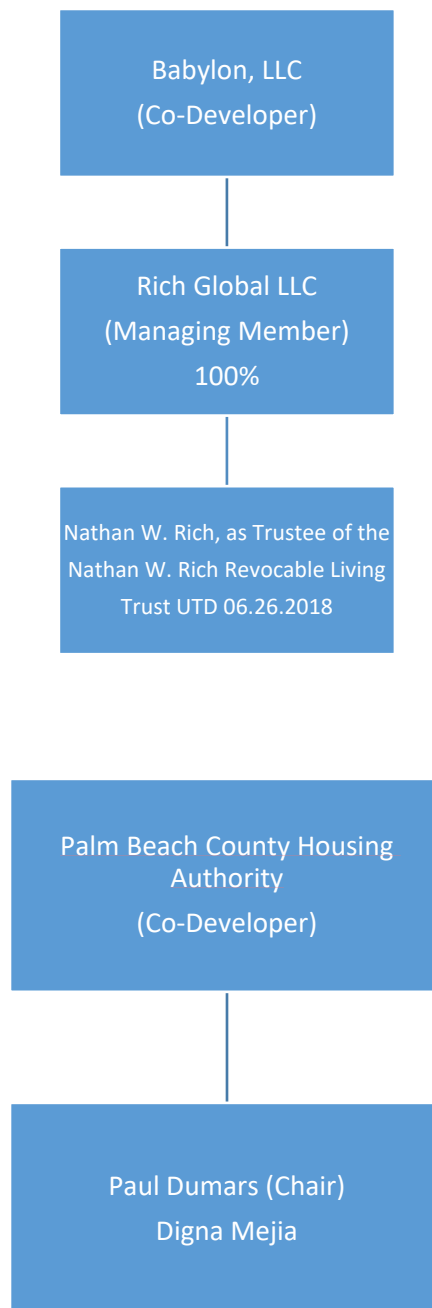 Babylon, LLC
(Co-Developer)
Rich Global LLC
(Managing Member)
100%
Nathan W. Rich, as Trustee of the
Nathan W. Rich Revocable Living
Trust UTD 06.26.2018
Palm Beach County Housing
Authority
(Co-Developer)
Paul Dumars (Chair)
Digna Mejia